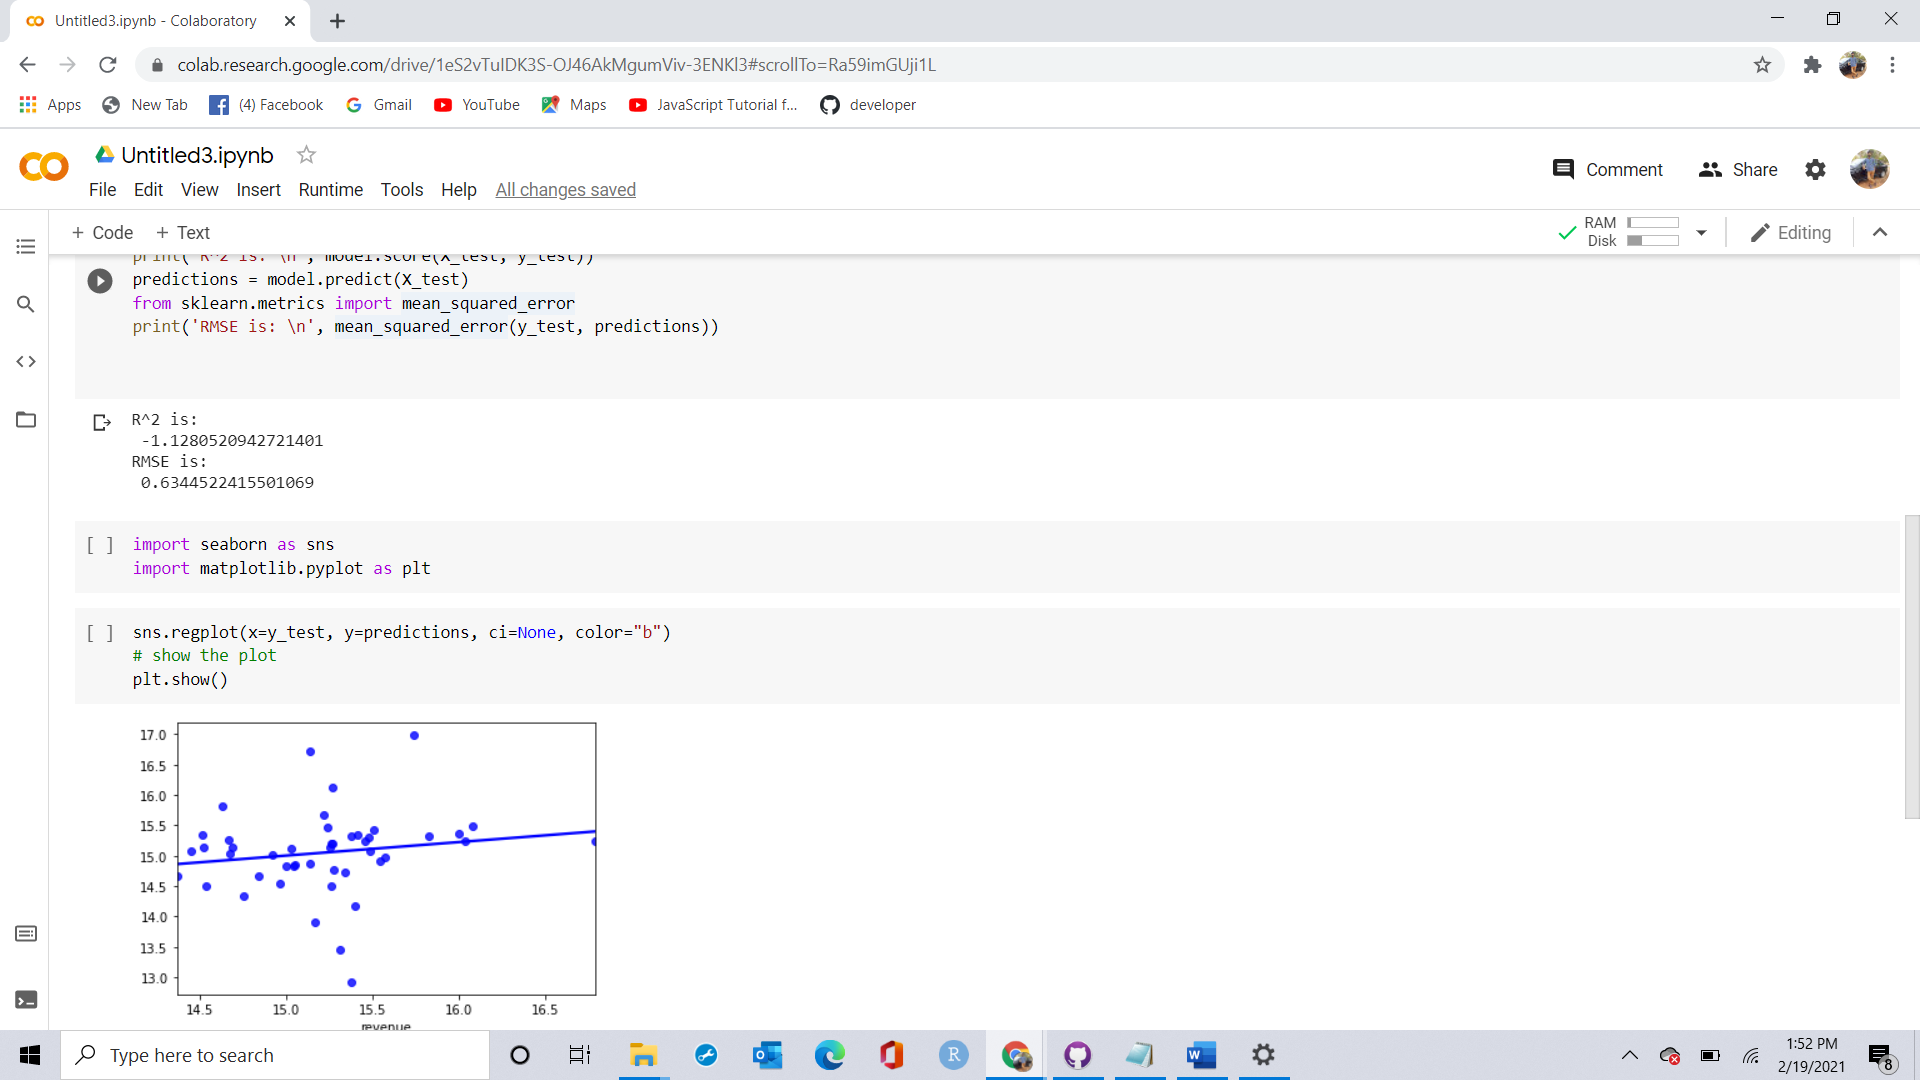 Untitled3.ipynb - Colaboratory
colab.research.google.com/drive/1eS2vTuIDK3S-OJ46AkMgumViv-3ENKl3#scrollTo=Ra59imGUji1L
Apps New Tab (4) Facebook Gmail YouTube Maps JavaScript Tutorial f... developer
Untitled3.ipynb
Comment Share
File Edit View Insert Runtime Tools Help All changes saved
+ Code + Text
RAM
Disk
Editing
print('R^2 is: \n', model.score(X_test, y_test))
predictions = model.predict(X_test)
from sklearn.metrics import mean_squared_error
print('RMSE is: \n', mean_squared_error(y_test, predictions))
R^2 is:
-1.1280520942721401
RMSE is:
0.6344522415501069
[ ] import seaborn as sns
import matplotlib.pyplot as plt
[ ] sns.regplot(x=y_test, y=predictions, ci=None, color="b")
# show the plot
plt.show()
17.0
16.5
16.0
15.5
15.0
14.5
14.0
13.5
13.0
14.5 15.0 15.5 16.0 16.5
revenue
Type here to search
1:52 PM
2/19/2021
8